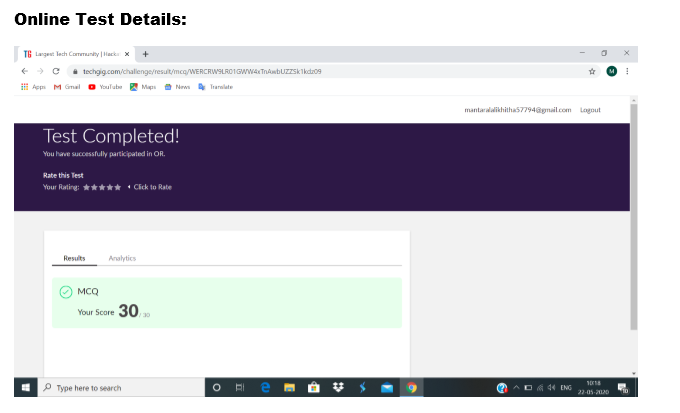 Online Test Details:
Largest Tech Community | Hacka
techgig.com/challenge/result/mcq/WERCRW9LR01GWW4xTnAwbUZZSk1kdz09
M
Apps Gmail YouTube Maps News Translate
mantaralalikhitha57794@gmail.com Logout
Test Completed!
You have successfully participated in OR.
Rate this Test
Your Rating: Click to Rate
Results Analytics
MCQ
Your Score 30 / 30
Type here to search
ENG
10:18
22-05-2020